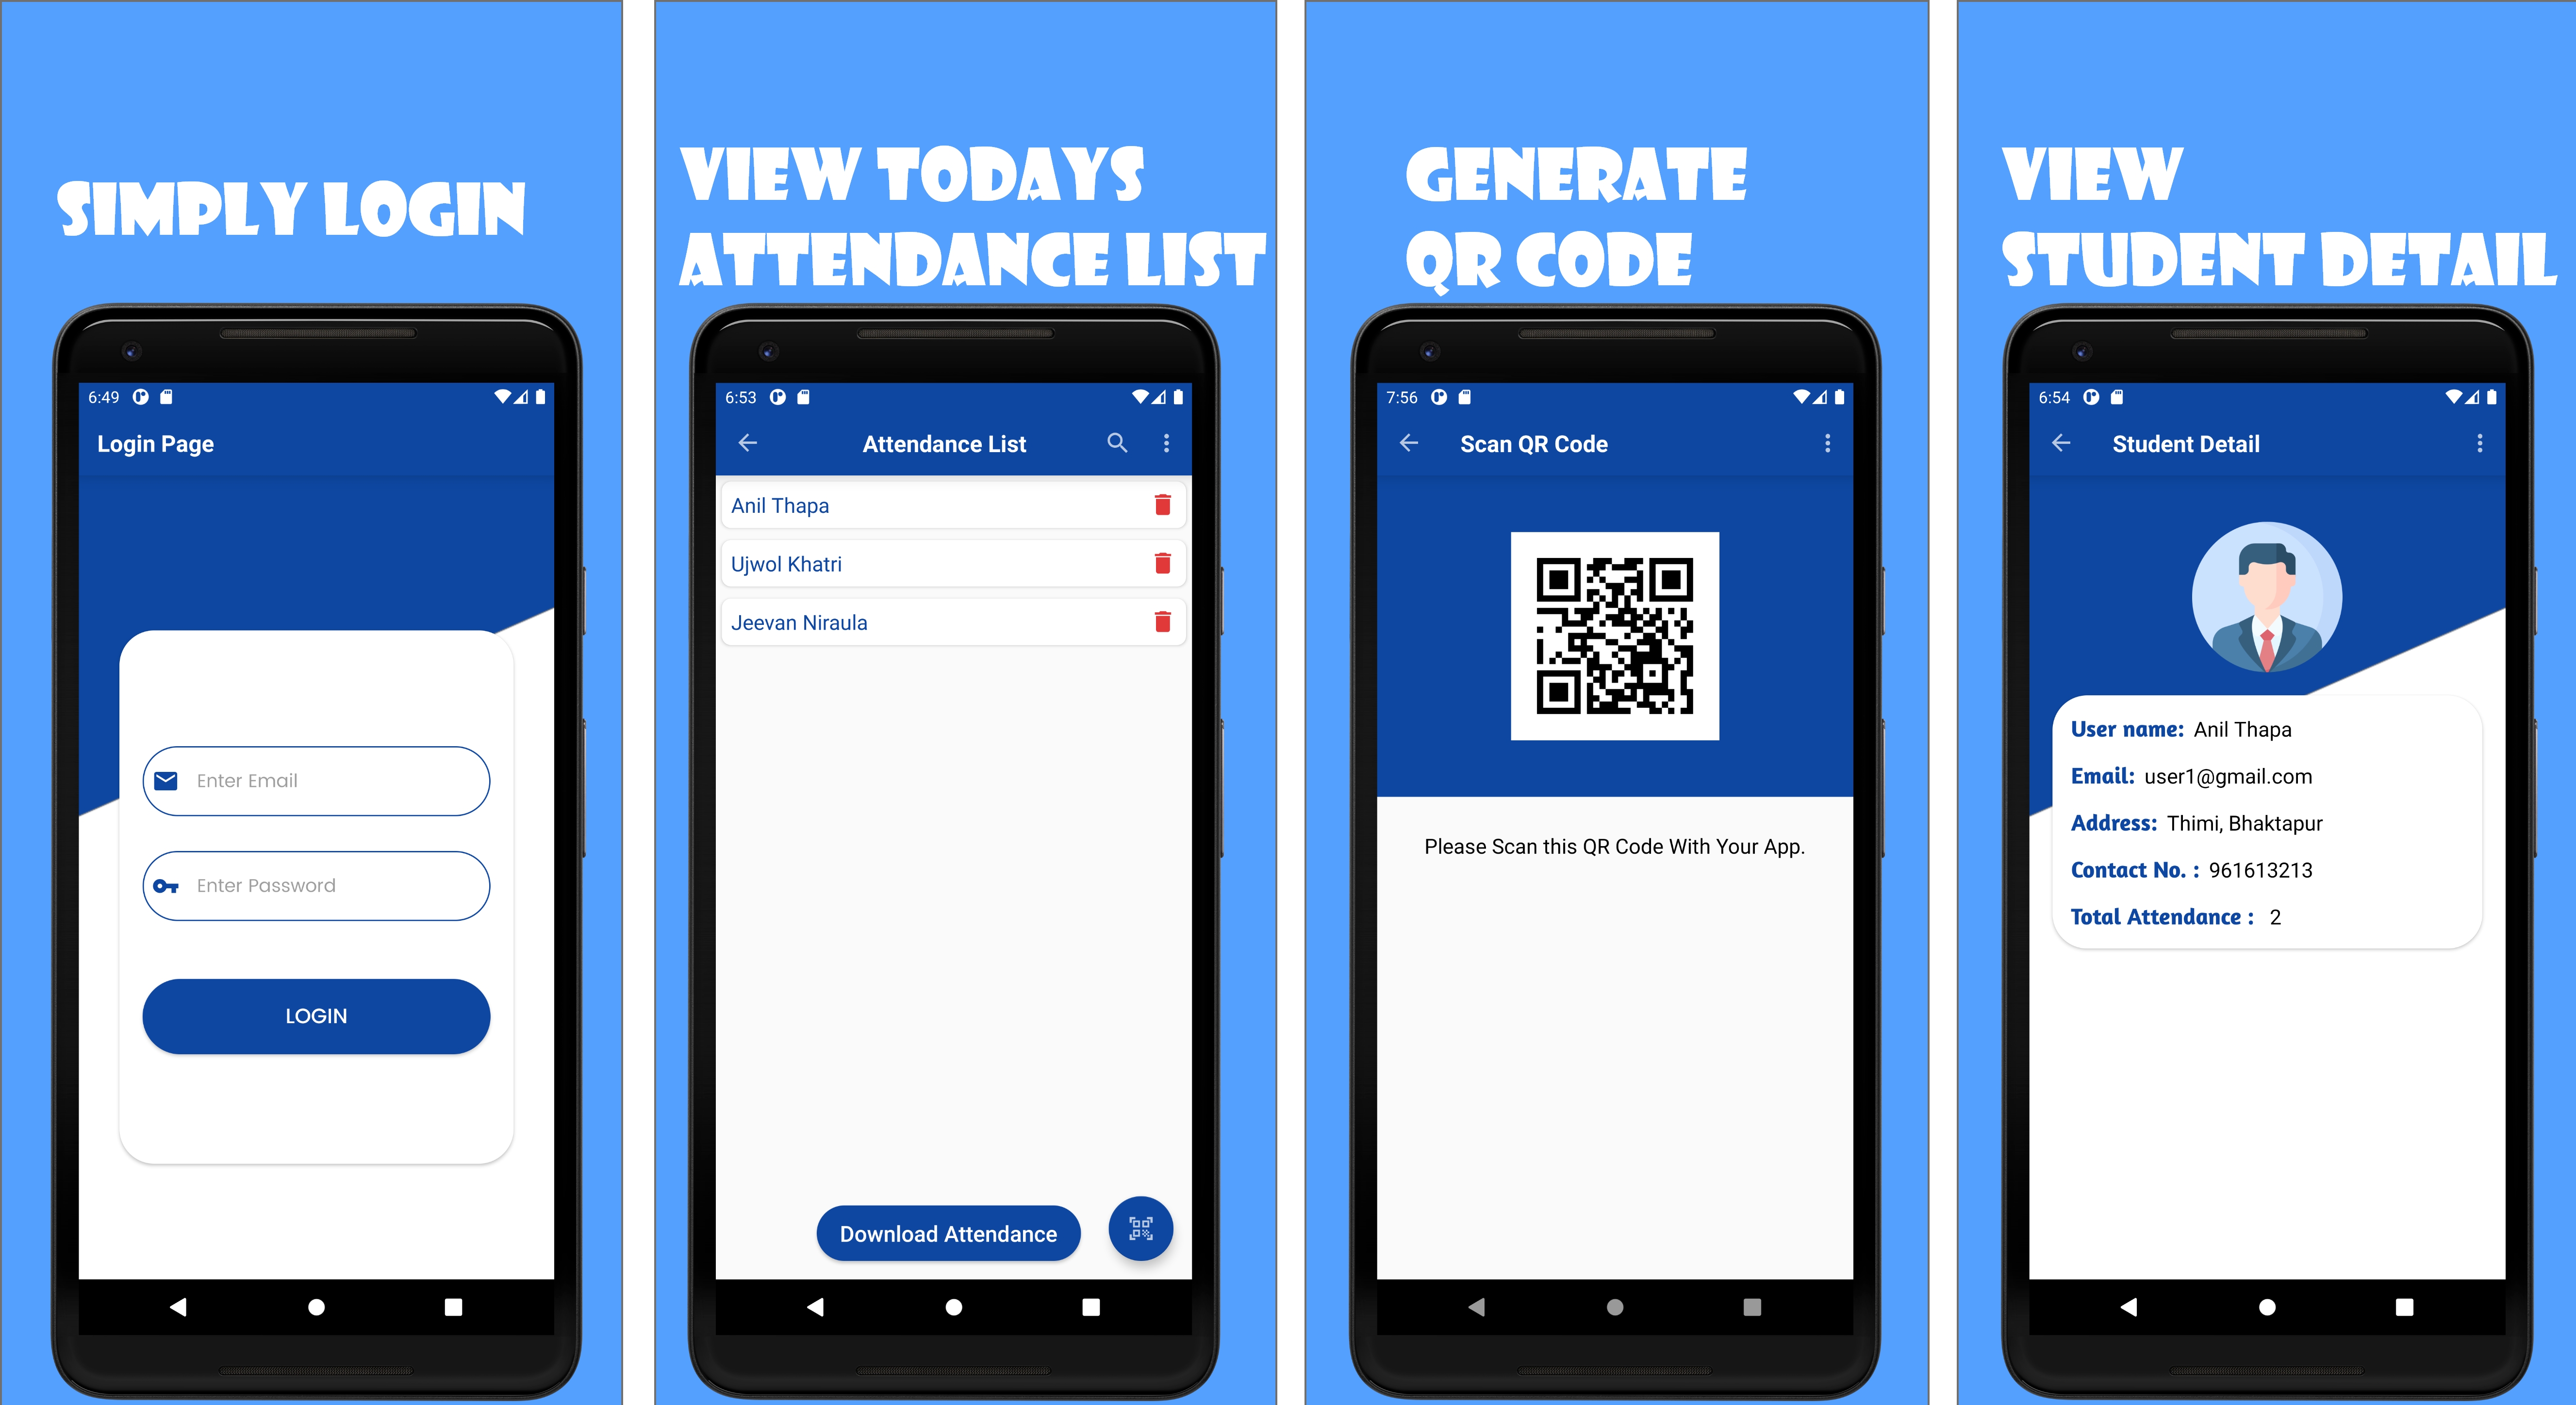 SIMPLY LOGIN
6:49
Login Page
Enter Email
Enter Password
LOGIN
VIEW TODAYS
ATTENDANCE LIST
6:53
Attendance List
Anil Thapa
Ujwol Khatri
Jeevan Niraula
Download Attendance
GENERATE
QR CODE
7:56
Scan QR Code
Please Scan this QR Code With Your App.
VIEW
STUDENT DETAIL
6:54
Student Detail
User name: Anil Thapa
Email: user1@gmail.com
Address: Thimi, Bhaktapur
Contact No. : 961613213
Total Attendance : 2